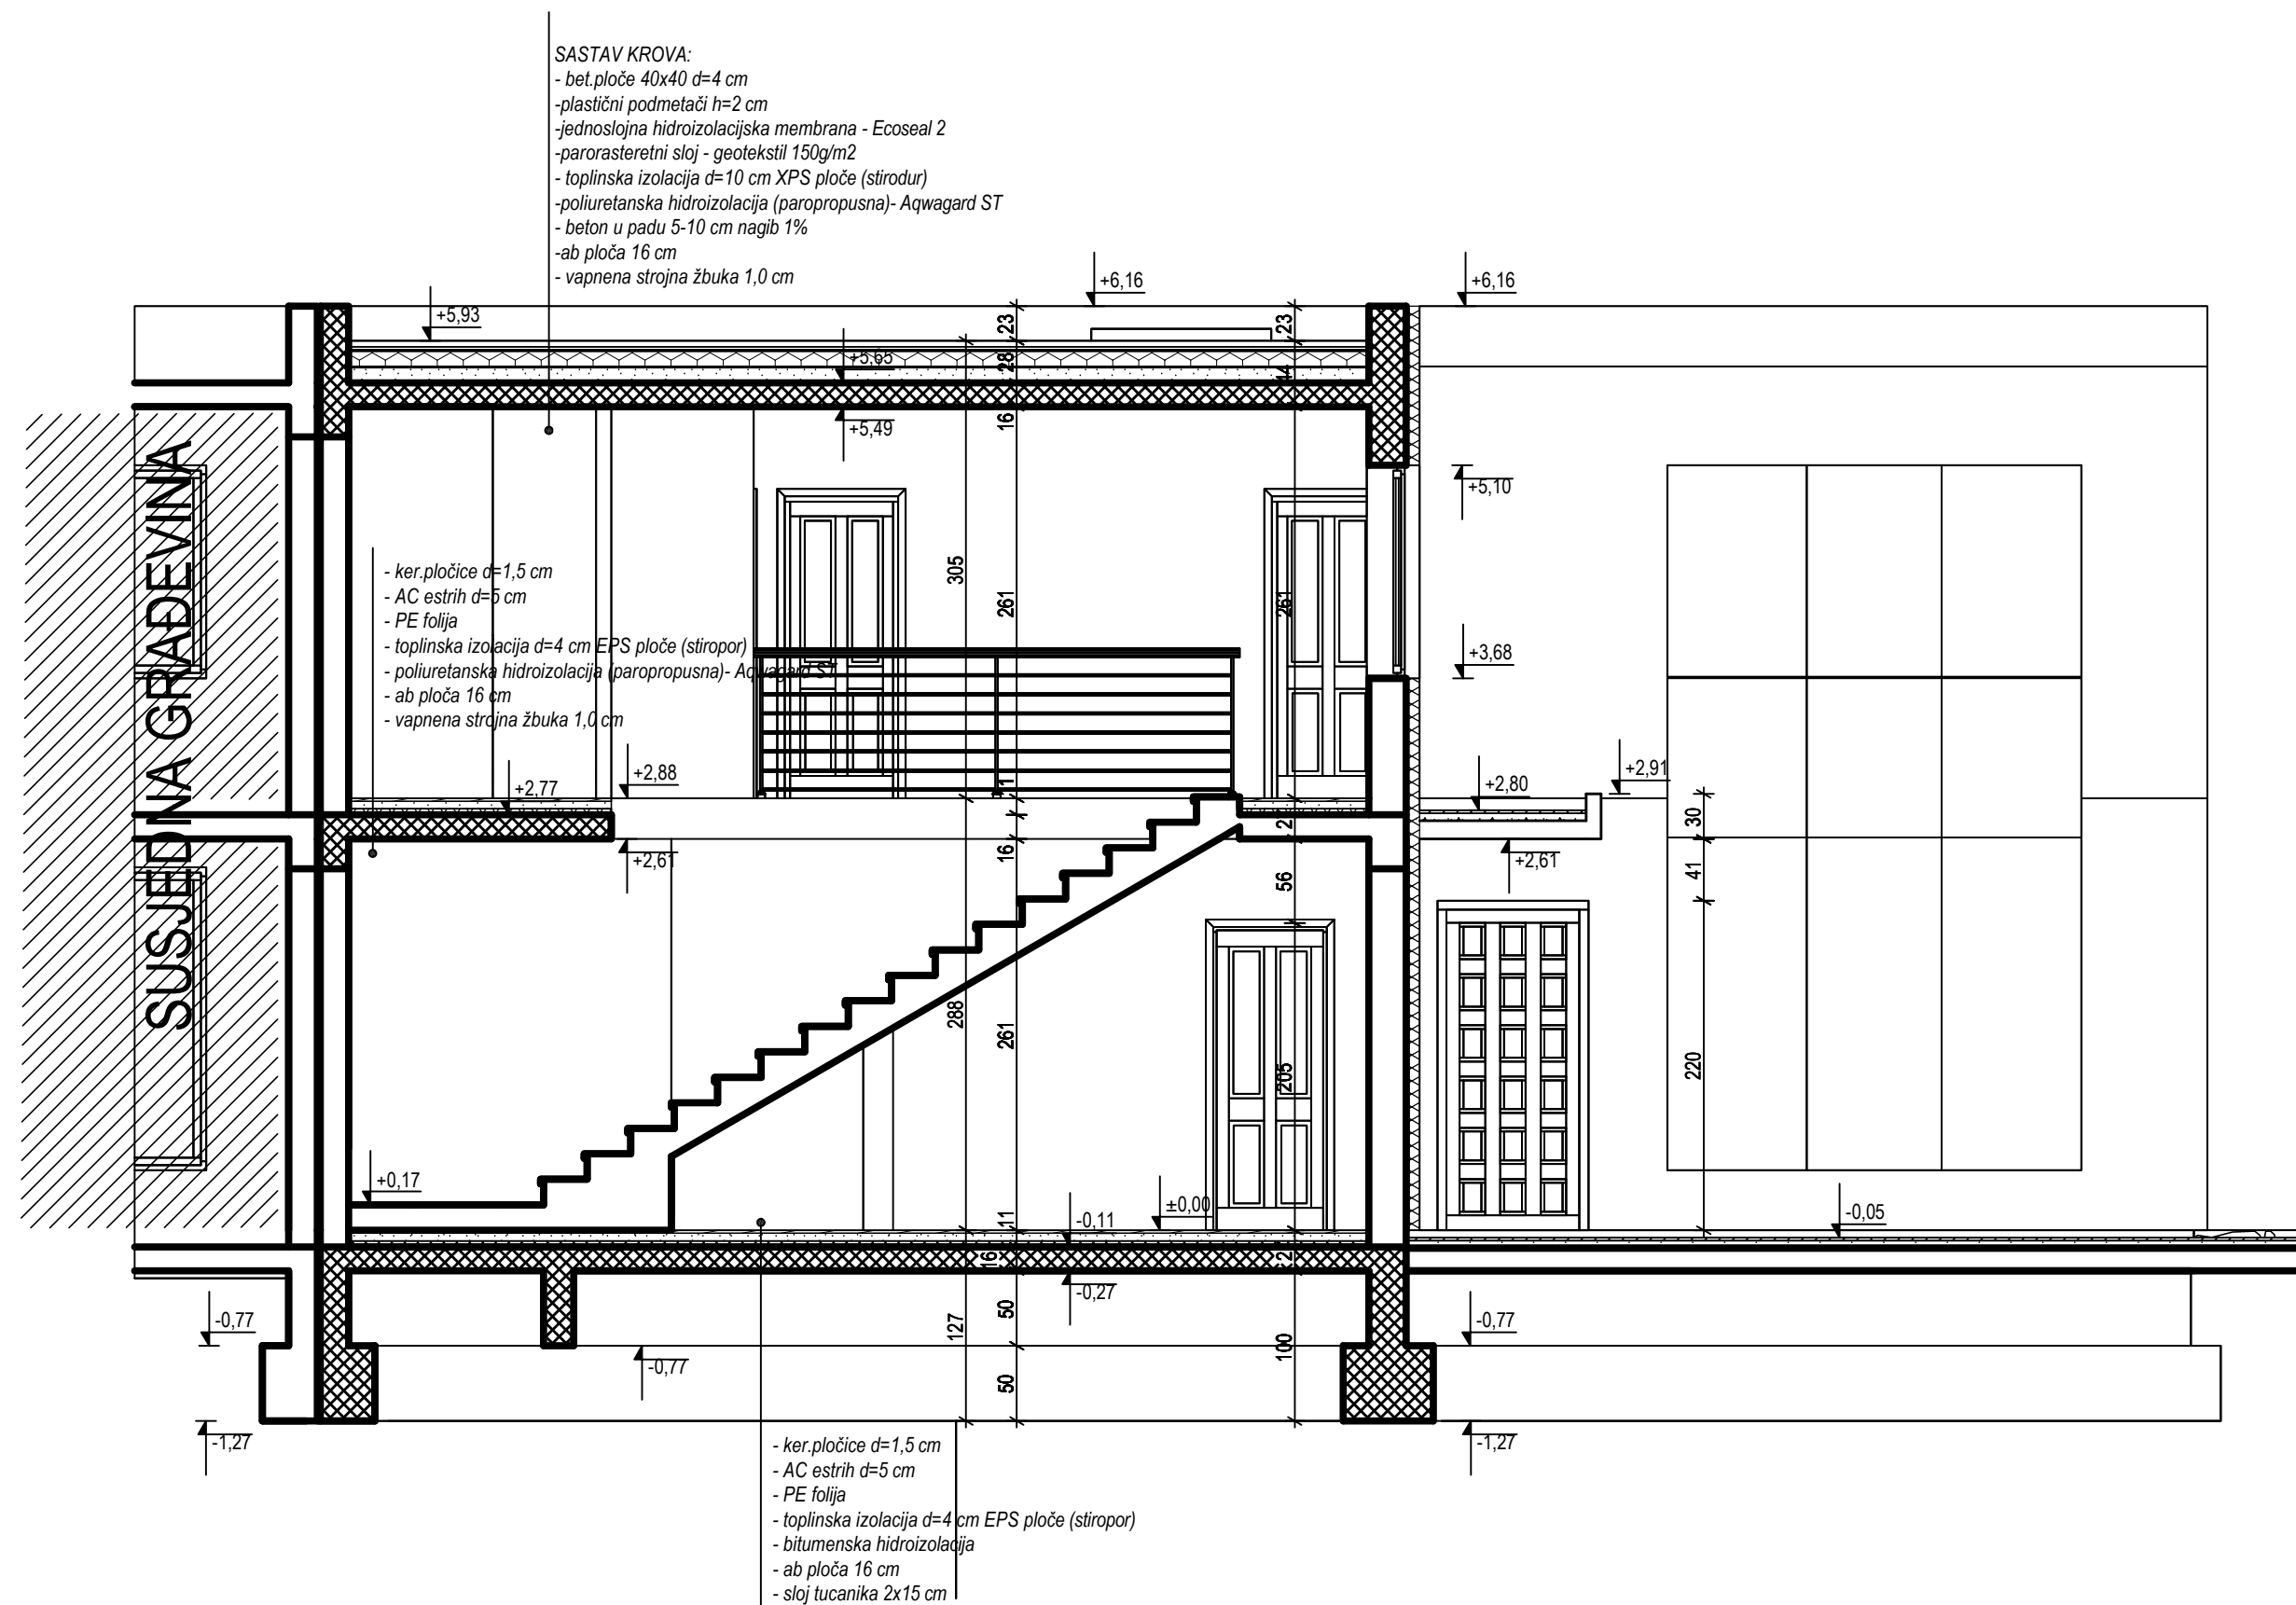 SASTAV KROVA:
- bet.ploče 40x40 d=4 cm
-plastični podmetači h=2 cm
-jednoslojna hidroizolacijska membrana - Ecoseal 2
-parorasteretni sloj - geotekstil 150g/m2
- toplinska izolacija d=10 cm XPS ploče (stirodur)
-poliuretanska hidroizolacija (paropropusna)- Aqwagard ST
- beton u padu 5-10 cm nagib 1%
-ab ploča 16 cm
- vapnena strojna žbuka 1,0 cm
+6,16
+6,16
+5,93
23
23
+5,65
28
44
+5,49
16
+5,10
SUSJEDNA GRAĐEVINA
- ker.pločice d=1,5 cm
- AC estrih d=5 cm
- PE folija
- toplinska izolacija d=4 cm EPS ploče (stiropor)
- poliuretanska hidroizolacija (paropropusna)- Aqwagard ST
- ab ploča 16 cm
- vapnena strojna žbuka 1,0 cm
305
261
261
+3,68
+2,77
+2,88
+2,80
+2,91
30
+2,61
16
+2,61
41
56
288
261
205
220
+0,17
11
-0,11
±0,00
-0,05
16
-0,27
50
127
100
-0,77
-0,77
-0,77
50
-1,27
-1,27
- ker.pločice d=1,5 cm
- AC estrih d=5 cm
- PE folija
- toplinska izolacija d=4 cm EPS ploče (stiropor)
- bitumenska hidroizolacija
- ab ploča 16 cm
- sloj tucanika 2x15 cm